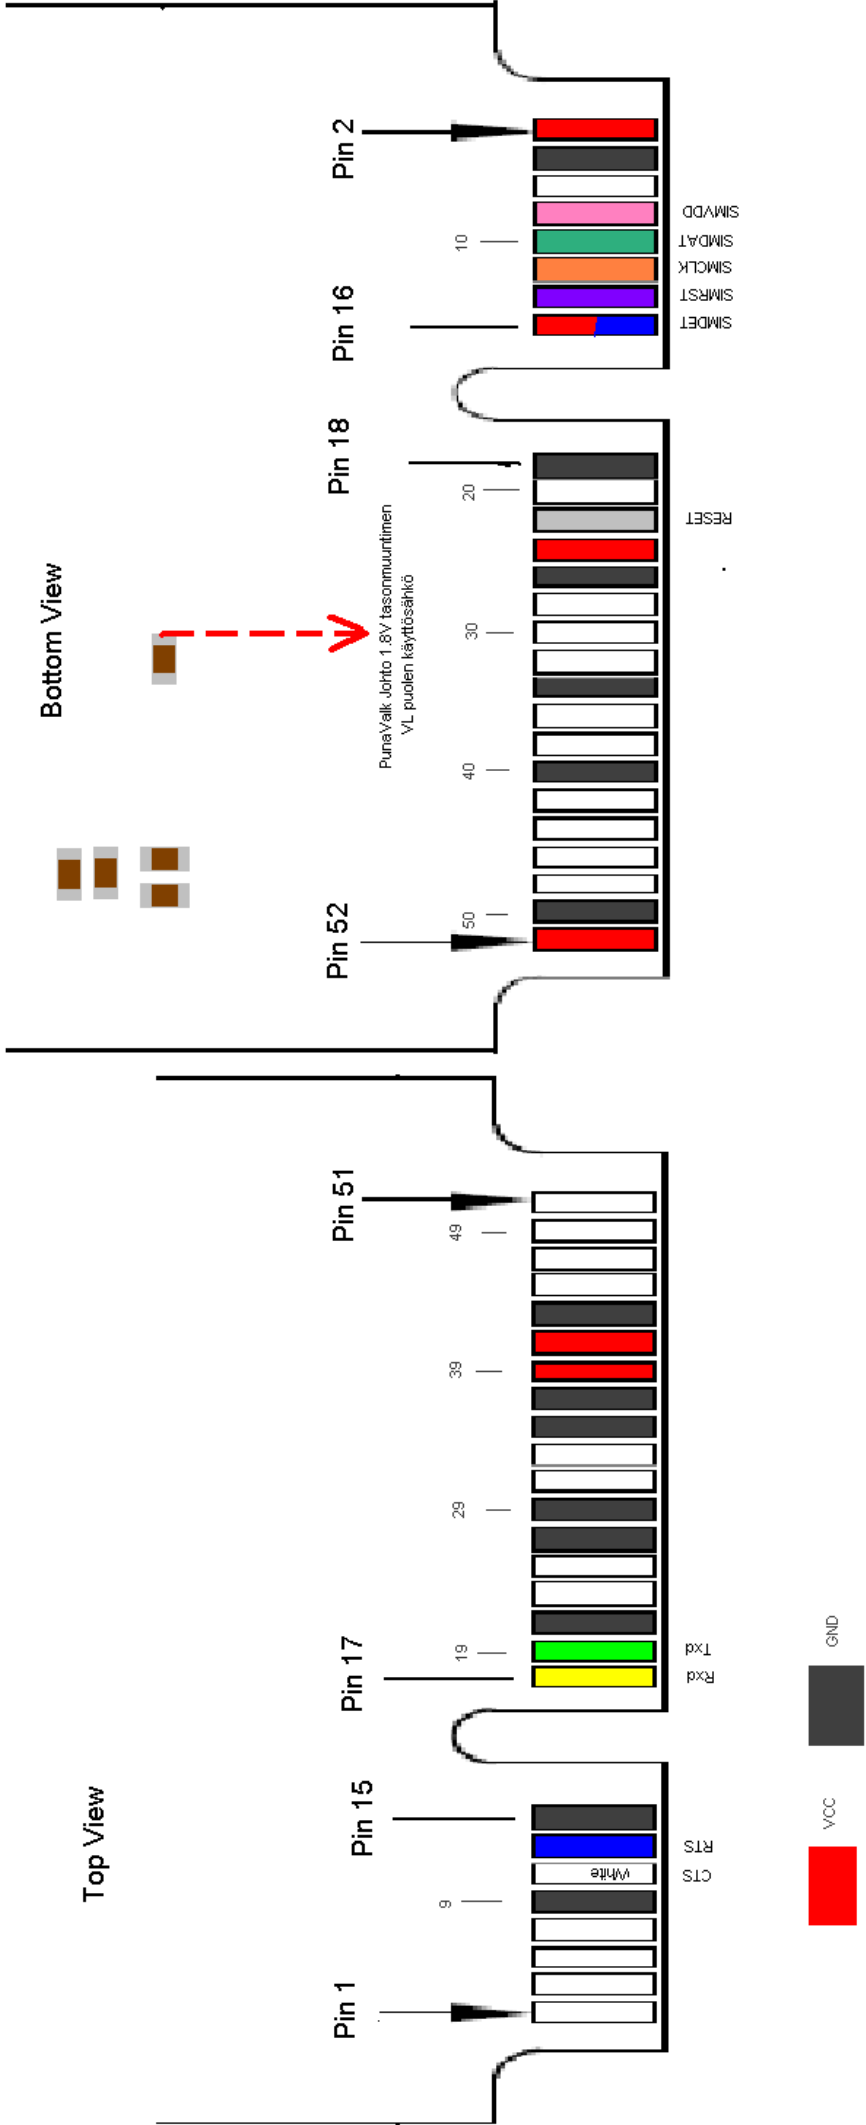 Bottom View
Pin 52
Pin 18
Pin 16
Pin 2
PunaValk Johto 1.8V tasonmuuntimen
VL puolen käyttösähkö
50
40
30
20
10
RESET
SIMDET
SIMRST
SIMCLK
SIMDAT
SIMVDD
Top View
Pin 1
Pin 15
Pin 17
Pin 51
9
19
29
39
49
White
CTS
RTS
Rxd
Txd
VCC
GND